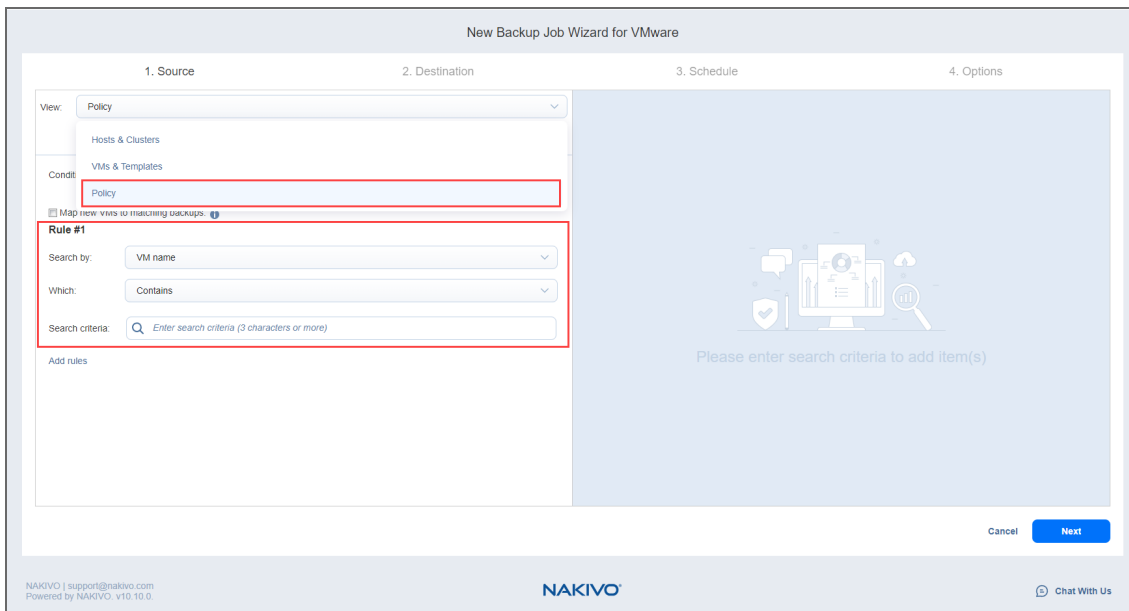 New Backup Job Wizard for VMware
1. Source 2. Destination 3. Schedule 4. Options
View: Policy
Hosts & Clusters
VMs & Templates
Condit
Policy
Map new VMs to matching backups.
Rule #1
Search by: VM name
Which: Contains
Search criteria: Enter search criteria (3 characters or more)
Add rules
Please enter search criteria to add item(s)
Cancel Next
NAKIVO | support@nakivo.com
Powered by NAKIVO. v10.10.0.
NAKIVO®
Chat With Us